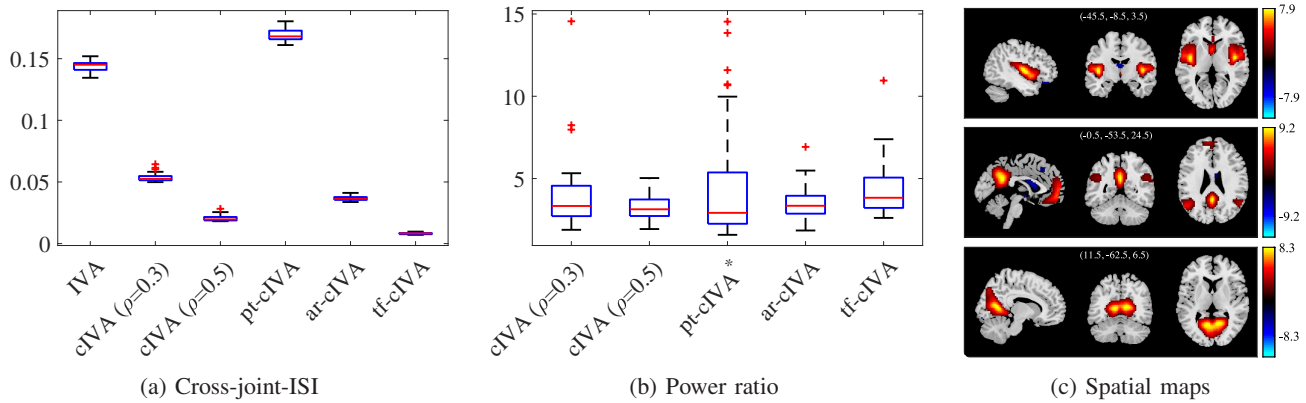 0.15
0.1
0.05
0
IVA
cIVA (ρ=0.3)
cIVA (ρ=0.5)
pt-cIVA
ar-cIVA
tf-cIVA
(a) Cross-joint-ISI
15
10
5
cIVA (ρ=0.3)
cIVA (ρ=0.5)
pt-cIVA *
ar-cIVA
tf-cIVA
(b) Power ratio
(-45.5, -8.5, 3.5)
7.9
-7.9
(-0.5, -53.5, 24.5)
9.2
-9.2
(11.5, -62.5, 6.5)
8.3
-8.3
(c) Spatial maps